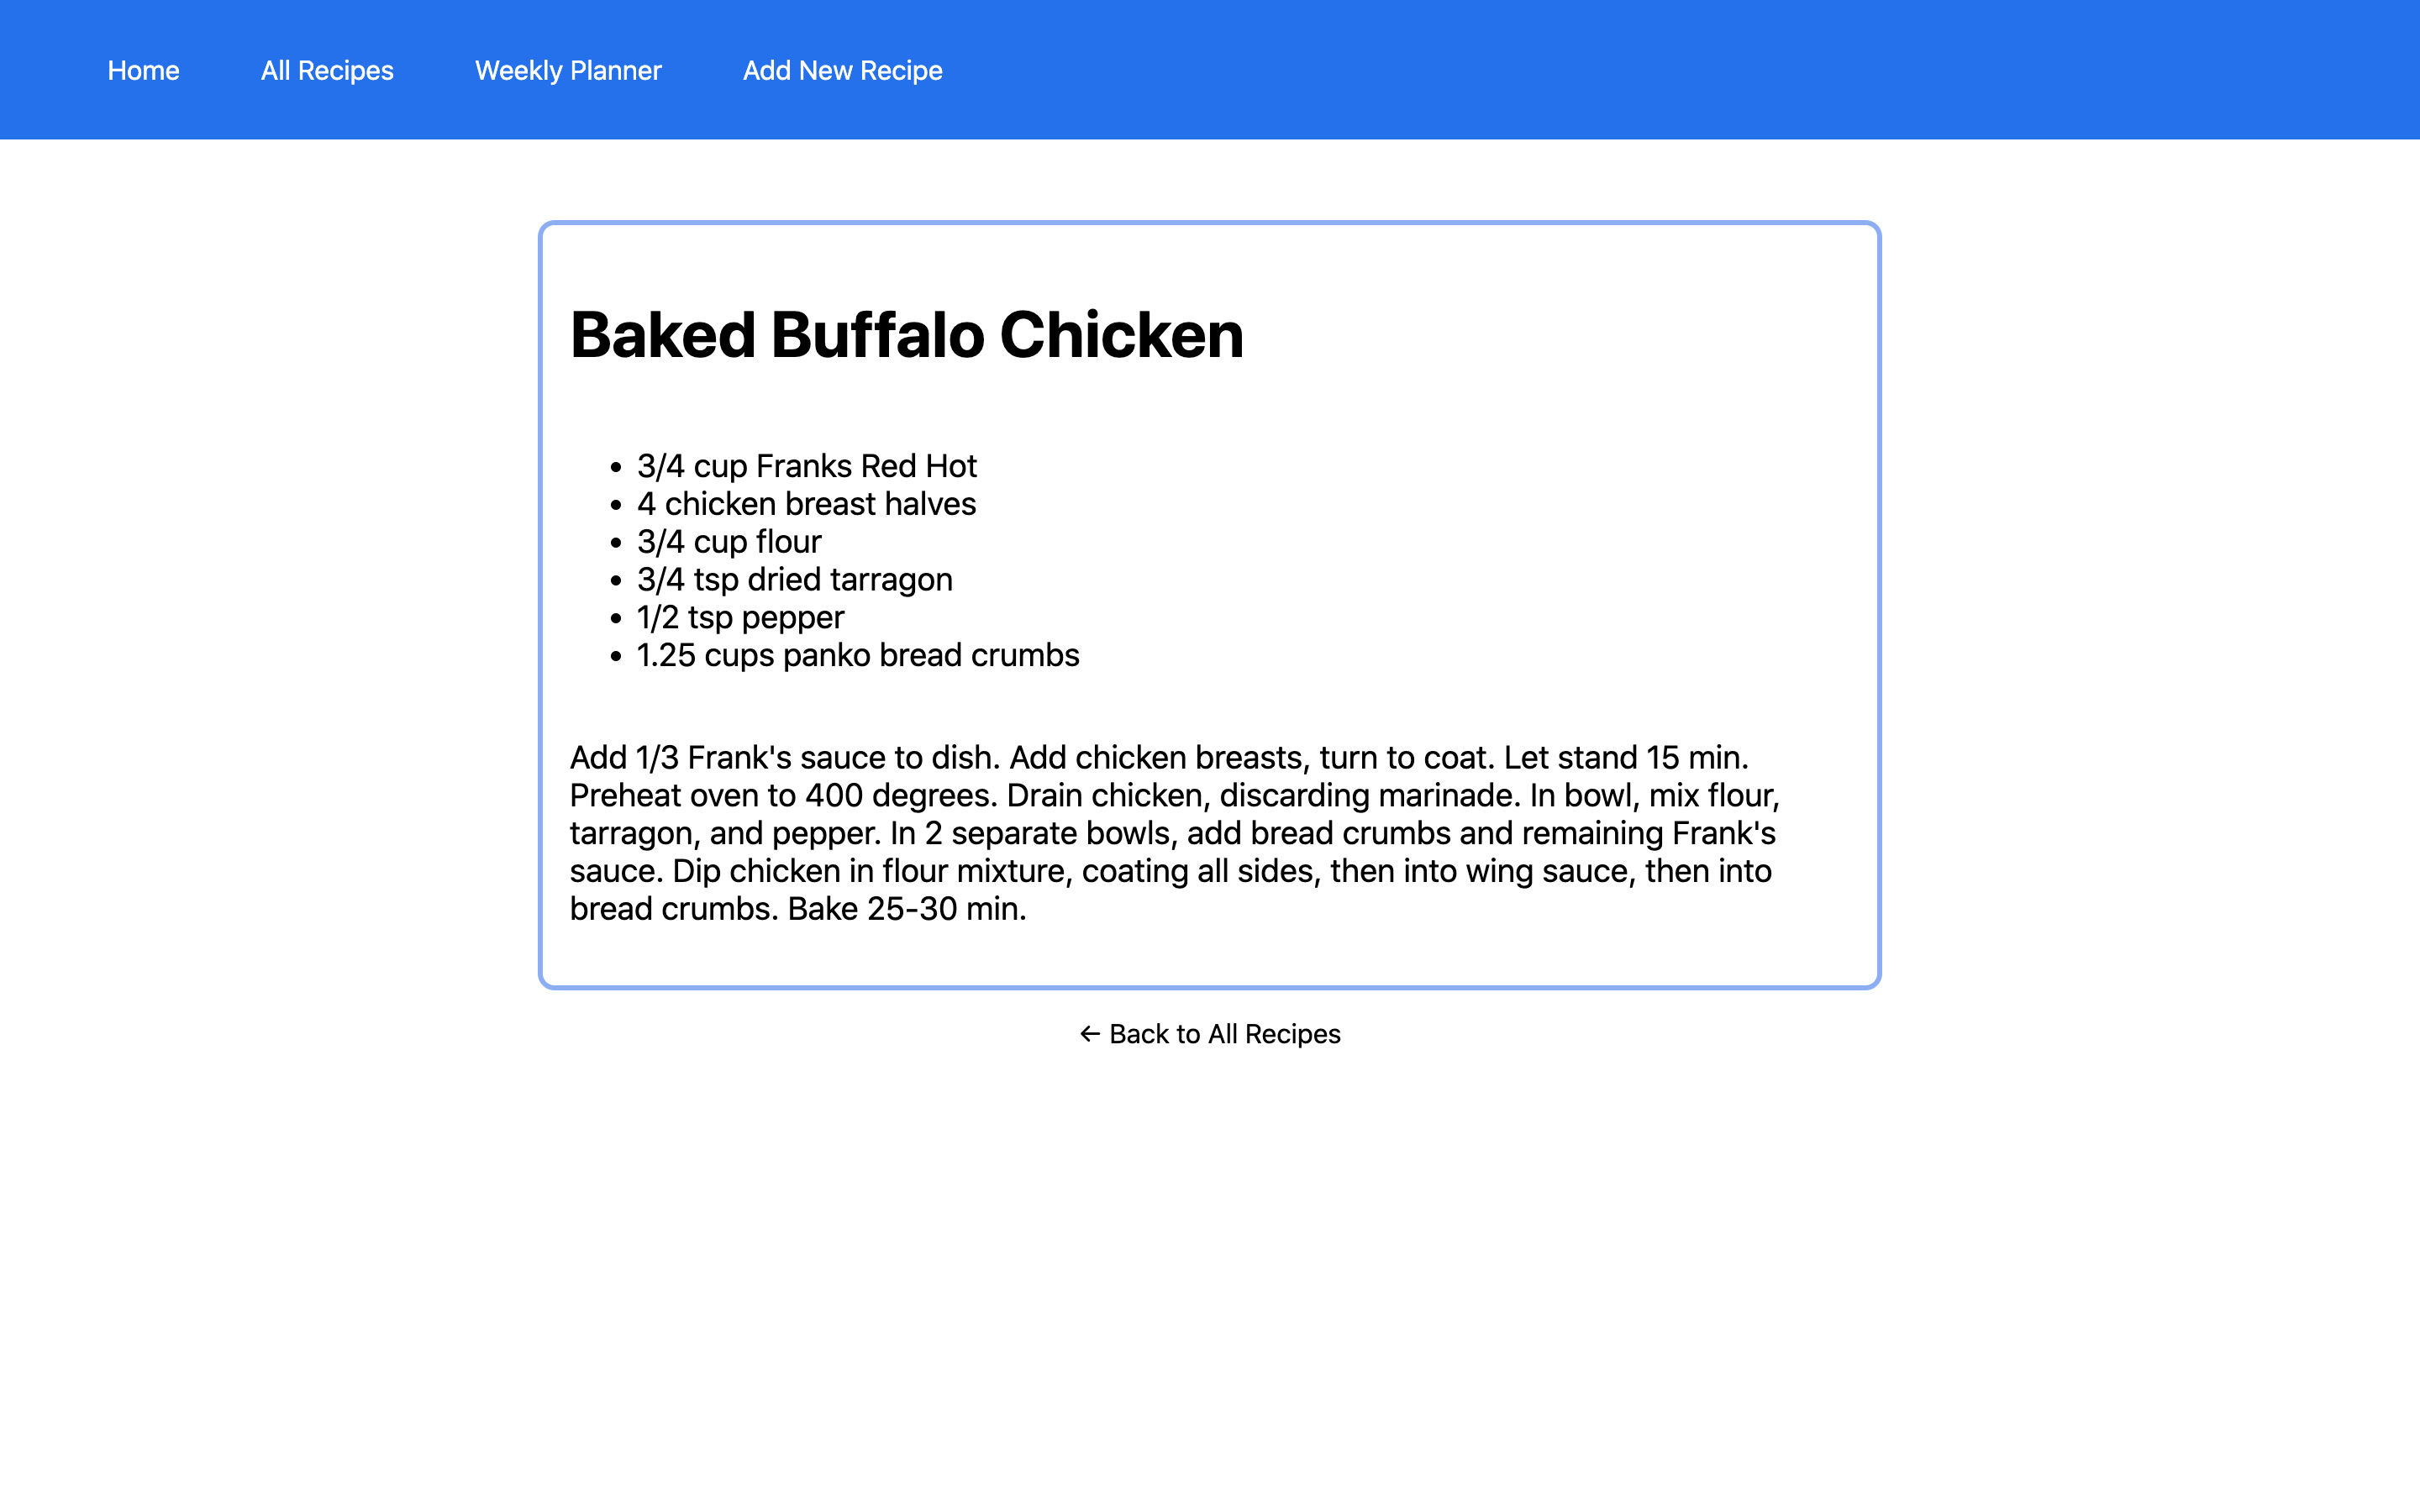 Home All Recipes Weekly Planner Add New Recipe
Baked Buffalo Chicken
• 3/4 cup Franks Red Hot
• 4 chicken breast halves
• 3/4 cup flour
• 3/4 tsp dried tarragon
• 1/2 tsp pepper
• 1.25 cups panko bread crumbs
Add 1/3 Frank's sauce to dish. Add chicken breasts, turn to coat. Let stand 15 min.
Preheat oven to 400 degrees. Drain chicken, discarding marinade. In bowl, mix flour,
tarragon, and pepper. In 2 separate bowls, add bread crumbs and remaining Frank's
sauce. Dip chicken in flour mixture, coating all sides, then into wing sauce, then into
bread crumbs. Bake 25-30 min.
← Back to All Recipes